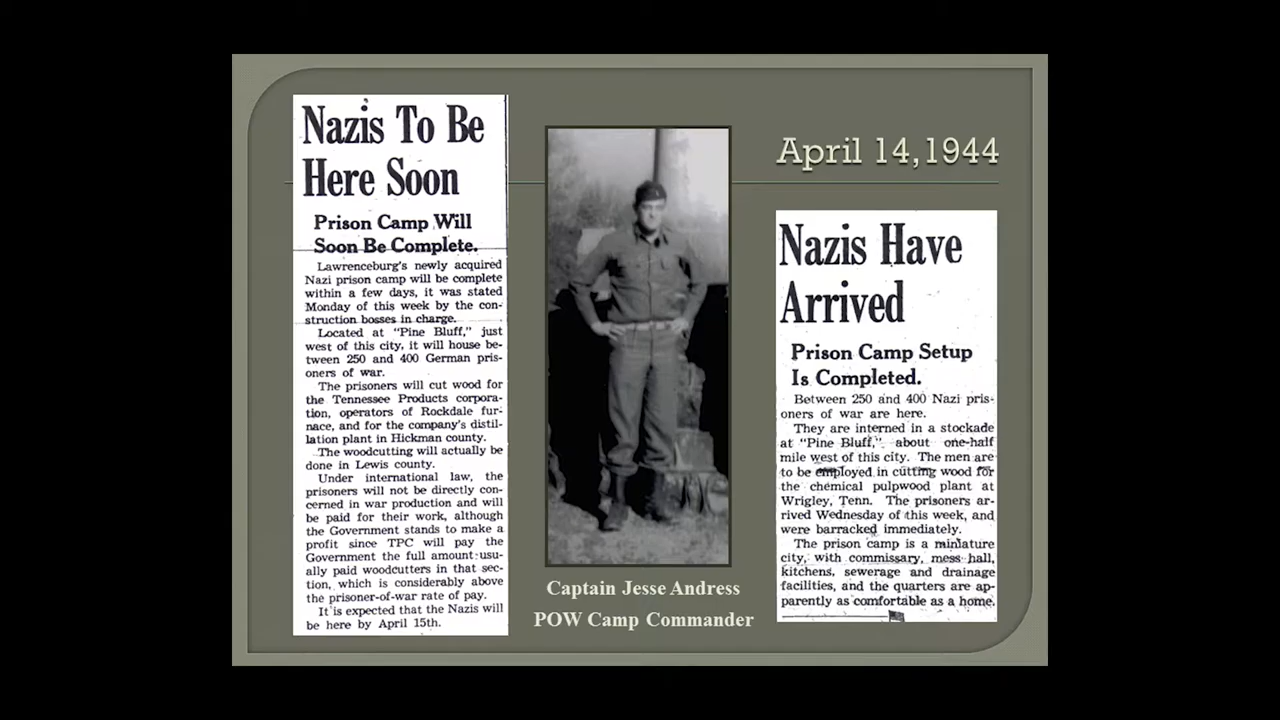 Nazis To Be
Here Soon
Prison Camp Will
Soon Be Complete.
Lawrenceburg's newly acquired
Nazi prison camp will be complete
within a few days, it was stated
Monday of this week by the con-
struction bosses in charge.
Located at "Pine Bluff," just
west of this city, it will house be-
tween 250 and 400 German pris-
oners of war.
The prisoners will cut wood for
the Tennessee Products corpora-
tion, operators of Rockdale fur-
nace, and for the company's distil-
lation plant in Hickman county.
The woodcutting will actually be
done in Lewis county.
Under international law, the
prisoners will not be directly con-
cerned in war production and will
be paid for their work, although
the Government stands to make a
profit since TPC will pay the
Government the full amount usu-
ally paid woodcutters in that sec-
tion, which is considerably above
the prisoner-of-war rate of pay.
It is expected that the Nazis will
be here by April 15th.
Captain Jesse Andress
POW Camp Commander
April 14,1944
Nazis Have
Arrived
Prison Camp Setup
Is Completed.
Between 250 and 400 Nazi pris-
oners of war are here.
They are interned in a stockade
at "Pine Bluff," about one-half
mile west of this city. The men are
to be employed in cutting wood for
the chemical pulpwood plant at
Wrigley, Tenn. The prisoners ar-
rived Wednesday of this week, and
were barracked immediately.
The prison camp is a miniature
city, with commissary, mess hall,
kitchens, sewerage and drainage
facilities, and the quarters are ap-
parently as comfortable as a home.